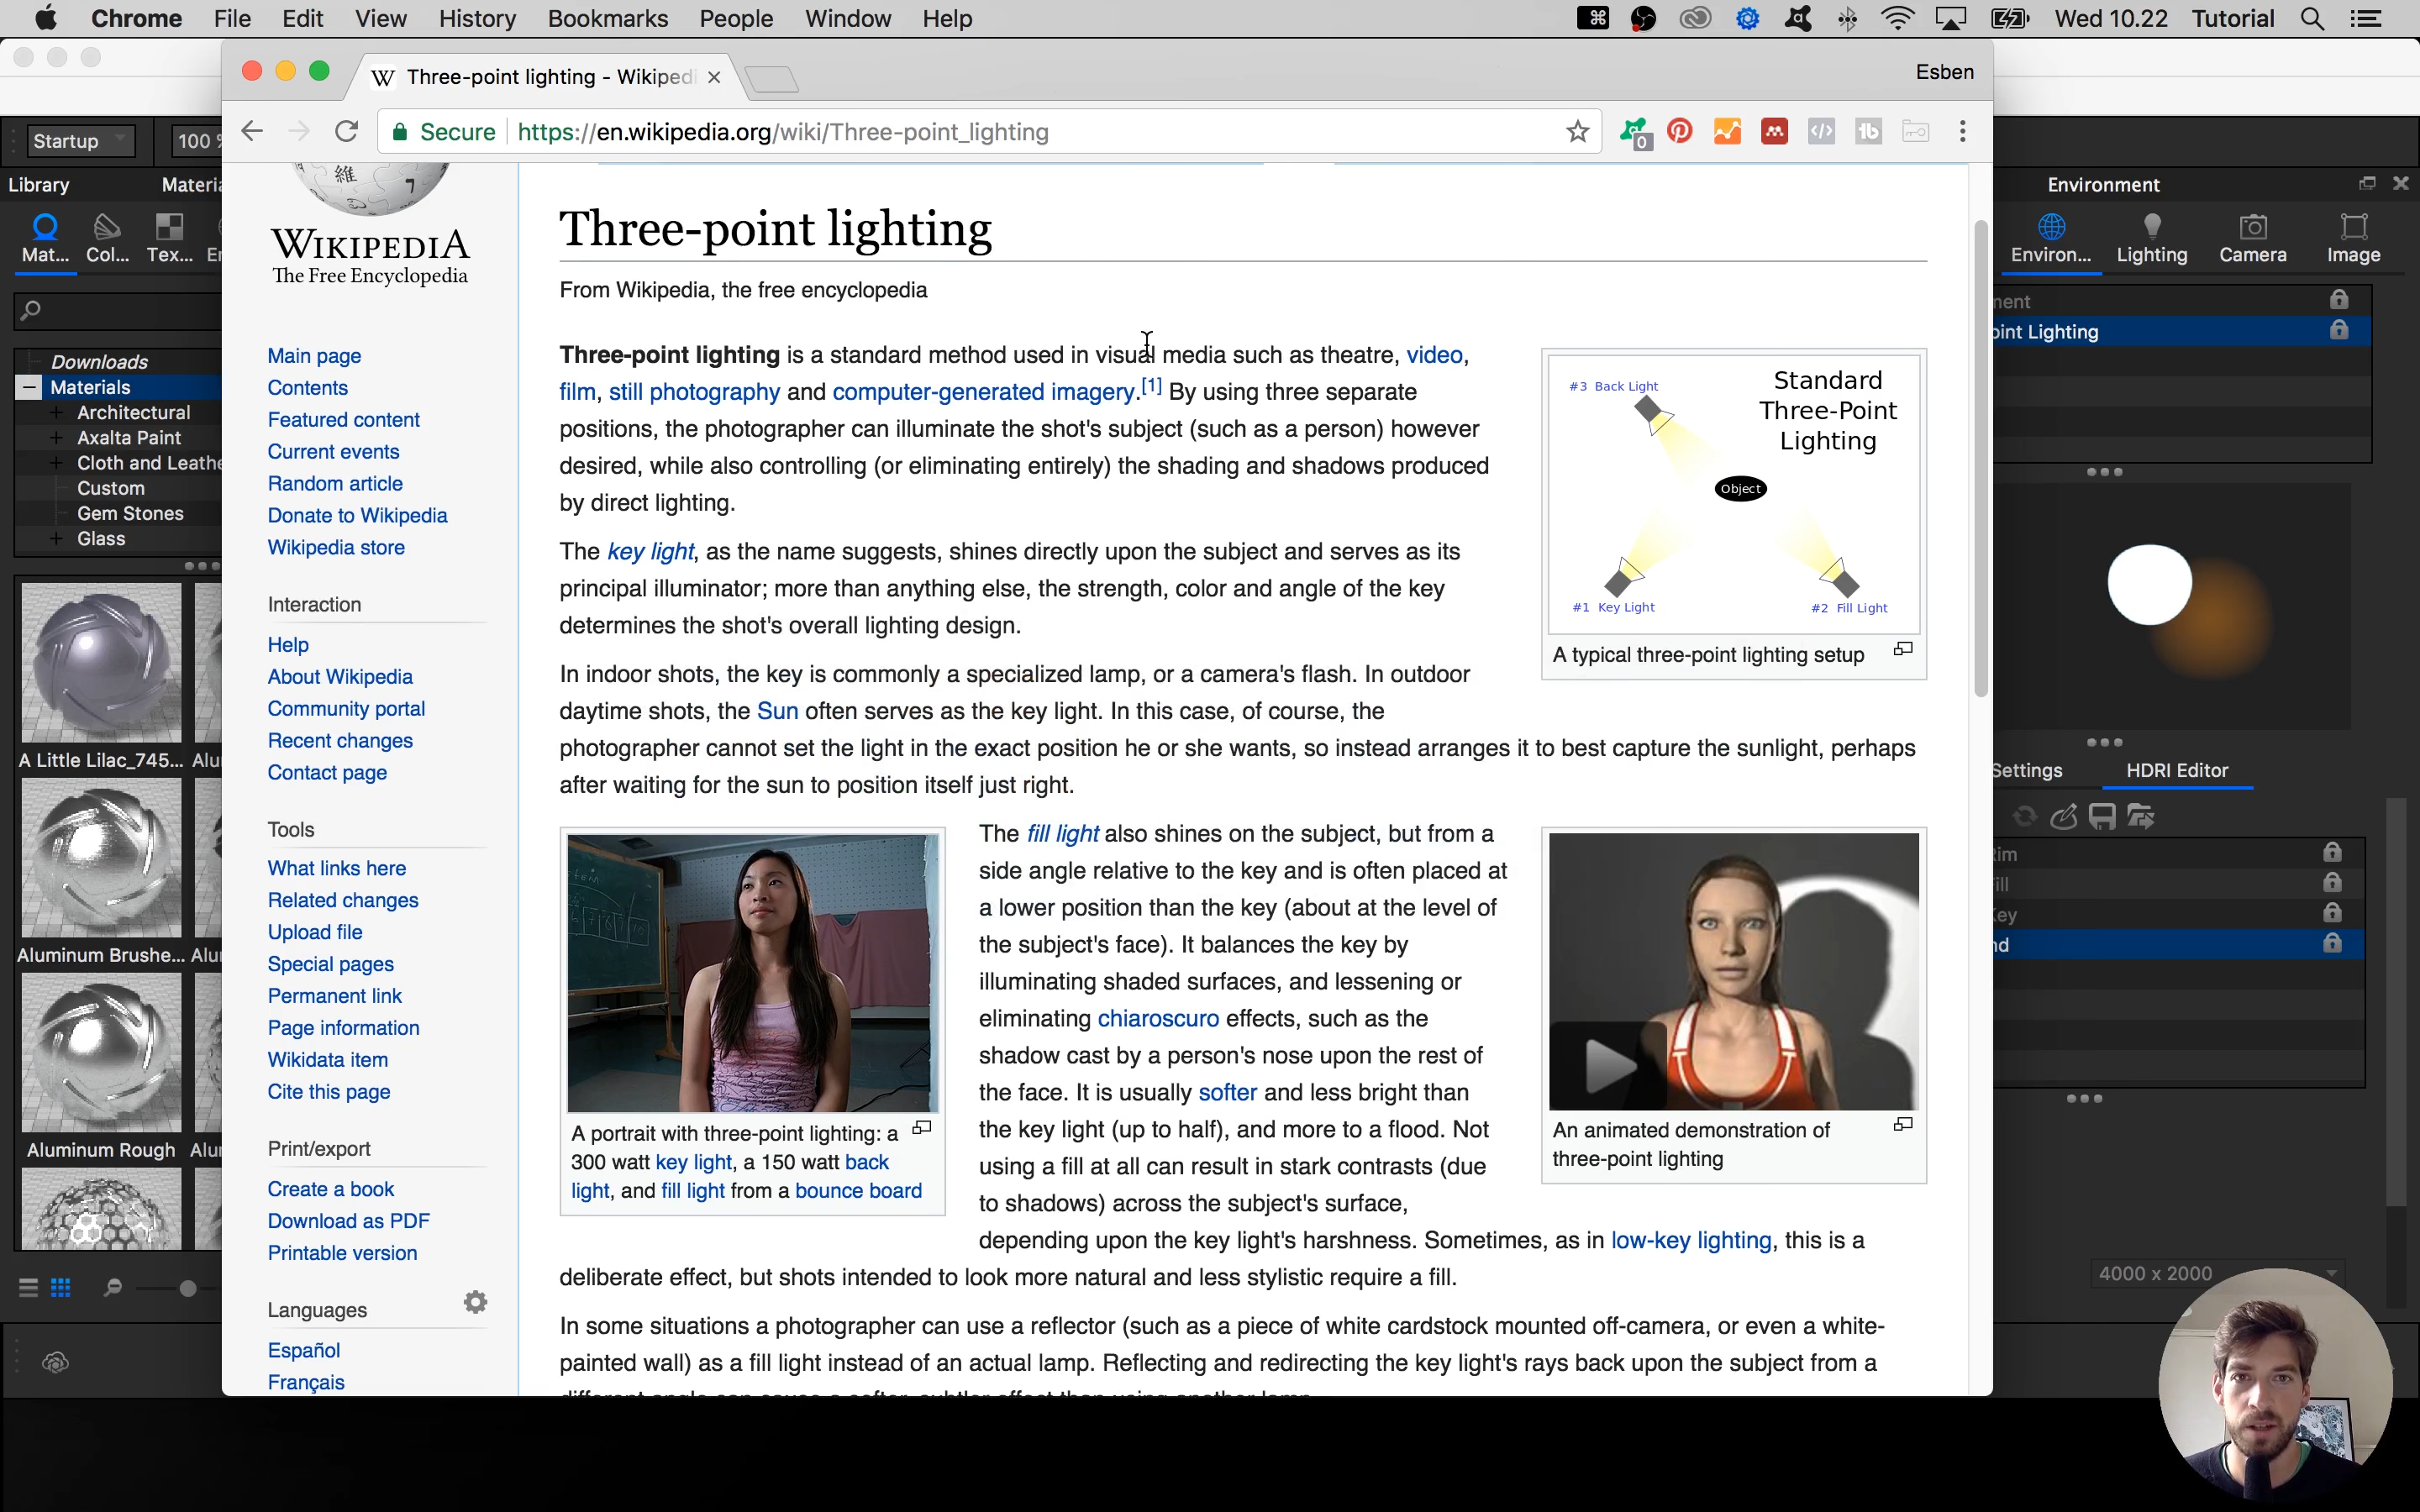 Chrome File Edit View History Bookmarks People Window Help
Wed 10.22 Tutorial
Three-point lighting - Wikipedi
Esben
Secure https://en.wikipedia.org/wiki/Three-point_lighting
0
Startup
100 %
Library
Mat... Col... Tex...
Downloads
Materials
Architectural
Axalta Paint
Cloth and Leathe
Custom
Gem Stones
Glass
A Little Lilac_745...
Aluminum Brushe...
Aluminum Rough
WIKIPEDIA
The Free Encyclopedia
Main page
Contents
Featured content
Current events
Random article
Donate to Wikipedia
Wikipedia store
Interaction
Help
About Wikipedia
Community portal
Recent changes
Contact page
Tools
What links here
Related changes
Upload file
Special pages
Permanent link
Page information
Wikidata item
Cite this page
Print/export
Create a book
Download as PDF
Printable version
Languages
Español
Français
Three-point lighting
From Wikipedia, the free encyclopedia
Three-point lighting is a standard method used in visual media such as theatre, video,
film, still photography and computer-generated imagery.[1] By using three separate
positions, the photographer can illuminate the shot's subject (such as a person) however
desired, while also controlling (or eliminating entirely) the shading and shadows produced
by direct lighting.
The key light, as the name suggests, shines directly upon the subject and serves as its
principal illuminator; more than anything else, the strength, color and angle of the key
determines the shot's overall lighting design.
In indoor shots, the key is commonly a specialized lamp, or a camera's flash. In outdoor
daytime shots, the Sun often serves as the key light. In this case, of course, the
photographer cannot set the light in the exact position he or she wants, so instead arranges it to best capture the sunlight, perhaps
after waiting for the sun to position itself just right.
#3 Back Light
Standard
Three-Point
Lighting
Object
#1 Key Light
#2 Fill Light
A typical three-point lighting setup
A portrait with three-point lighting: a
300 watt key light, a 150 watt back
light, and fill light from a bounce board
The fill light also shines on the subject, but from a
side angle relative to the key and is often placed at
a lower position than the key (about at the level of
the subject's face). It balances the key by
illuminating shaded surfaces, and lessening or
eliminating chiaroscuro effects, such as the
shadow cast by a person's nose upon the rest of
the face. It is usually softer and less bright than
the key light (up to half), and more to a flood. Not
using a fill at all can result in stark contrasts (due
to shadows) across the subject's surface,
depending upon the key light's harshness. Sometimes, as in low-key lighting, this is a
deliberate effect, but shots intended to look more natural and less stylistic require a fill.
An animated demonstration of
three-point lighting
In some situations a photographer can use a reflector (such as a piece of white cardstock mounted off-camera, or even a white-
painted wall) as a fill light instead of an actual lamp. Reflecting and redirecting the key light's rays back upon the subject from a
different angle can cause a softer, subtler effect than using another lamp.
Environment
Environ... Lighting Camera Image
Lighting
Settings HDRI Editor
4000 x 2000